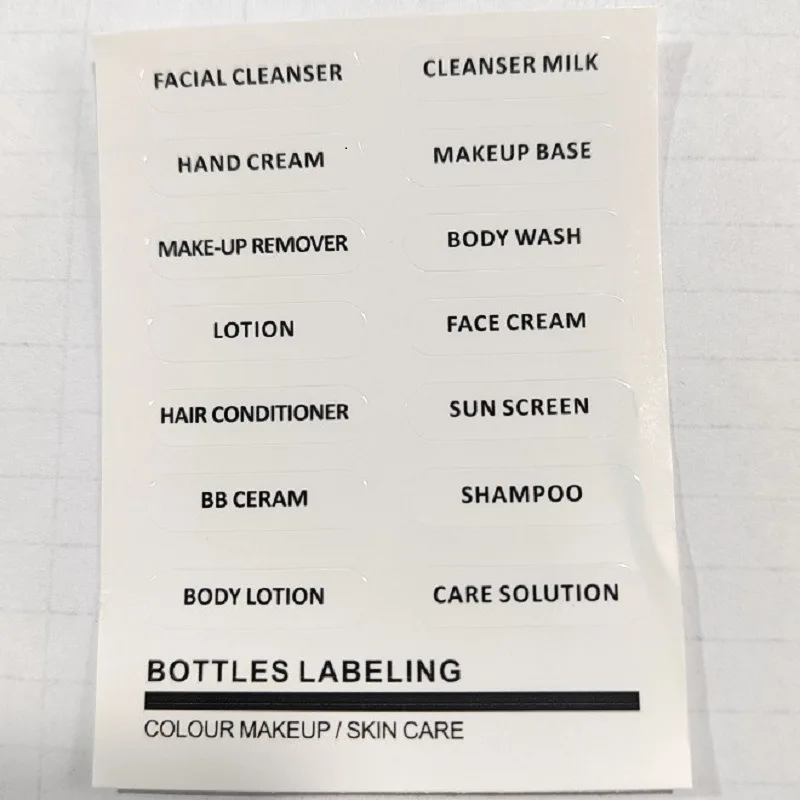 FACIAL CLEANSER
CLEANSER MILK
HAND CREAM
MAKEUP BASE
MAKE-UP REMOVER
BODY WASH
LOTION
FACE CREAM
HAIR CONDITIONER
SUN SCREEN
BB CERAM
SHAMPOO
BODY LOTION
CARE SOLUTION
BOTTLES LABELING
COLOUR MAKEUP / SKIN CARE